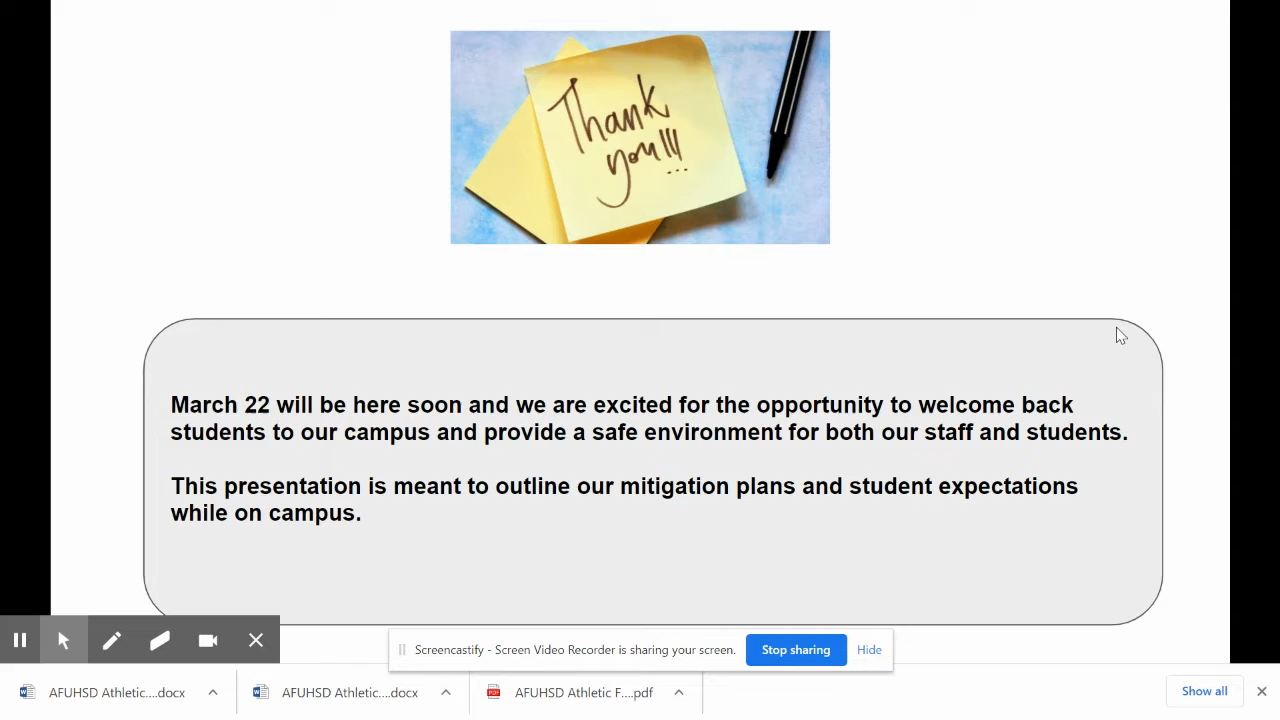 Thank
you!!!
March 22 will be here soon and we are excited for the opportunity to welcome back
students to our campus and provide a safe environment for both our staff and students.
This presentation is meant to outline our mitigation plans and student expectations
while on campus.
Screencastify - Screen Video Recorder is sharing your screen.
Stop sharing
Hide
AFUHSD Athletic....docx
AFUHSD Athletic....docx
AFUHSD Athletic F....pdf
Show all